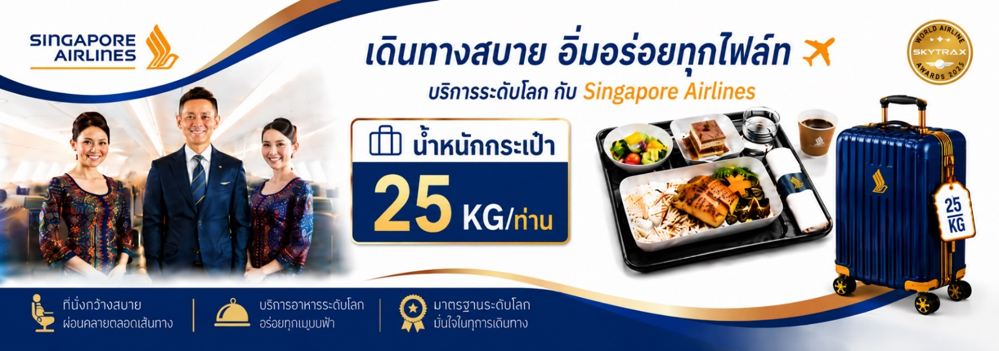 SINGAPORE
AIRLINES
เดินทางสบาย อิ่มอร่อยทุกไฟล์ท
บริการระดับโลก กับ Singapore Airlines
WORLD AIRLINE
SKYTRAX
AWARDS 2025
น้ำหนักกระเป๋า
25 KG/ท่าน
25
KG
ที่นั่งกว้างสบาย
ผ่อนคลายตลอดเส้นทาง
บริการอาหารระดับโลก
อร่อยทุกเมูบบฟ้า
มาตรฐานระดับโลก
มั่นใจในทุการเดินทาง